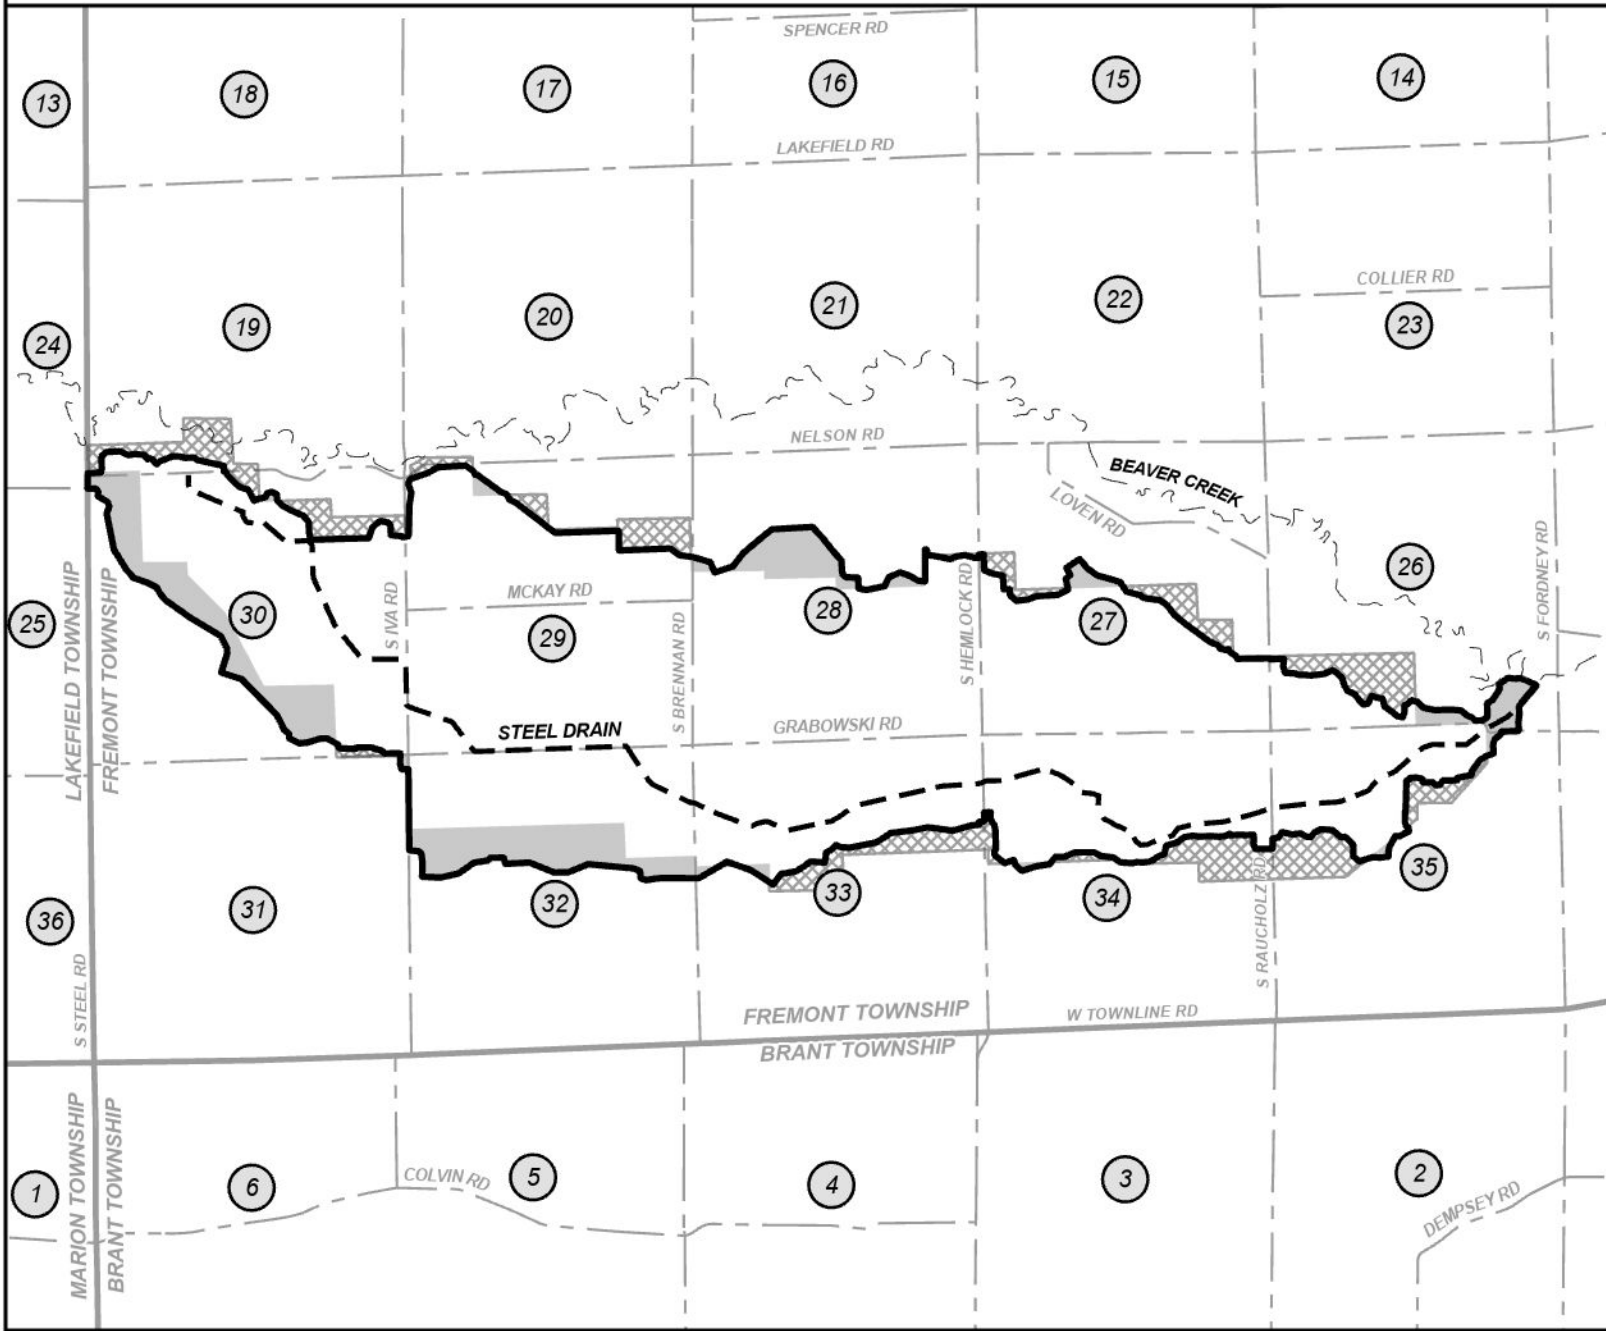 SPENCER RD
13
18
17
16
15
14
LAKEFIELD RD
COLLIER RD
24
19
20
21
22
23
NELSON RD
BEAVER CREEK
LOVEN RD
S FORDNEY RD
26
25
LAKEFIELD TOWNSHIP
FREMONT TOWNSHIP
30
S IVA RD
MCKAY RD
29
S BRENNAN RD
28
S HEMLOCK RD
27
STEEL DRAIN
GRABOWSKI RD
36
S STEEL RD
31
32
33
34
S RAUCHOLZ RD
35
FREMONT TOWNSHIP
W TOWNLINE RD
BRANT TOWNSHIP
1
MARION TOWNSHIP
BRANT TOWNSHIP
6
COLVIN RD
5
4
3
2
DEMPSEY RD